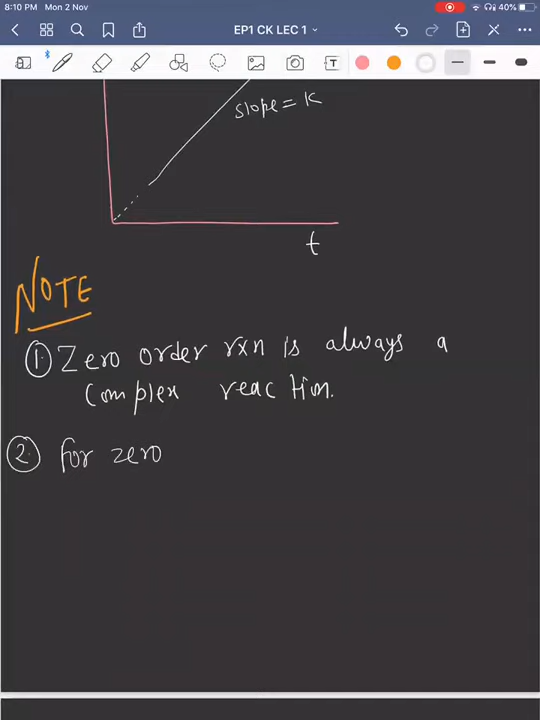 8:10 PM Mon 2 Nov 40%
EP1 CK LEC 1
slope = K
t
NOTE
① Zero order rxn is always a
complex reaction.
② for zero